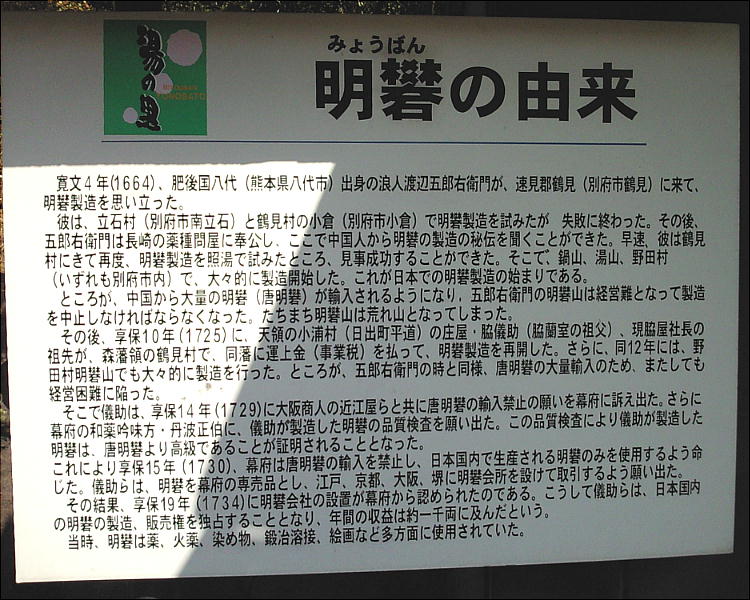 湯の里
みょうばん
明礬の由来
寛文4年(1664)、肥後国八代（熊本県八代市）出身の浪人渡辺五郎右衛門が、速見郡鶴見（別府市鶴見）に来て、
明礬製造を思い立った。
彼は、立石村（別府市南立石）と鶴見村の小倉（別府市小倉）で明礬製造を試みたが 失敗に終わった。その後、
五郎右衛門は長崎の薬種問屋に奉公し、ここで中国人から明礬の製造の秘伝を聞くことができた。早速、彼は鶴見
村にきて再度、明礬製造を照湯で試みたところ、見事成功することができた。そこで、鍋山、湯山、野田村
（いずれも別府市内）で、大々的に製造開始した。これが日本での明礬製造の始まりである。
ところが、中国から大量の明礬（唐明礬）が輸入されるようになり，五郎右衛門の明礬山は経営難となって製造
を中止しなければならなくなった。たちまち明礬山は荒れ山となってしまった。
その後、享保10年(1725)に、天領の小浦村（日出町平道）の庄屋・脇儀助（脇蘭室の祖父）、現脇屋社長の
祖先が、森藩領の鶴見村で、同藩に運上金（事業税）を払って、明礬製造を再開した。さらに、同12年には、野
田村明礬山でも大々的に製造を行った。ところが、五郎右衛門の時と同様、唐明礬の大量輸入のため、またしても
経営困難に陥った。
そこで儀助は、享保14年(1729)に大阪商人の近江屋らと共に唐明礬の輸入禁止の願いを幕府に訴え出た。さらに
幕府の和薬吟味方・丹波正伯に、儀助が製造した明礬の品質検査を願い出た。この品質検査により儀助が製造した
明礬は、唐明礬より高級であることが証明されることとなった。
これにより享保15年(1730)、幕府は唐明礬の輸入を禁止し、日本国内で生産される明礬のみを使用するよう命
じた。儀助らは、明礬を幕府の専売品とし、江戸、京都、大阪、堺に明礬会所を設けて取引するよう願い出た。
その結果、享保19年(1734)に明礬会社の設置が幕府から認められたのである。こうして儀助らは、日本国内
の明礬の製造、販売権を独占することとなり、年間の収益は約一千両に及んだという。
当時、明礬は薬、火薬、染め物、鍛冶溶接、絵画など多方面に使用されていた。